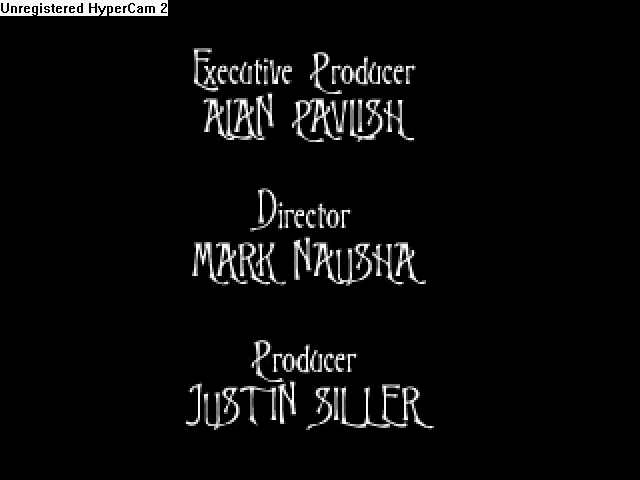 Unregistered HyperCam 2
Executive Producer
ALAN PAVLISH
Director
MARK NAUSHA
Producer
JUSTIN SILLER